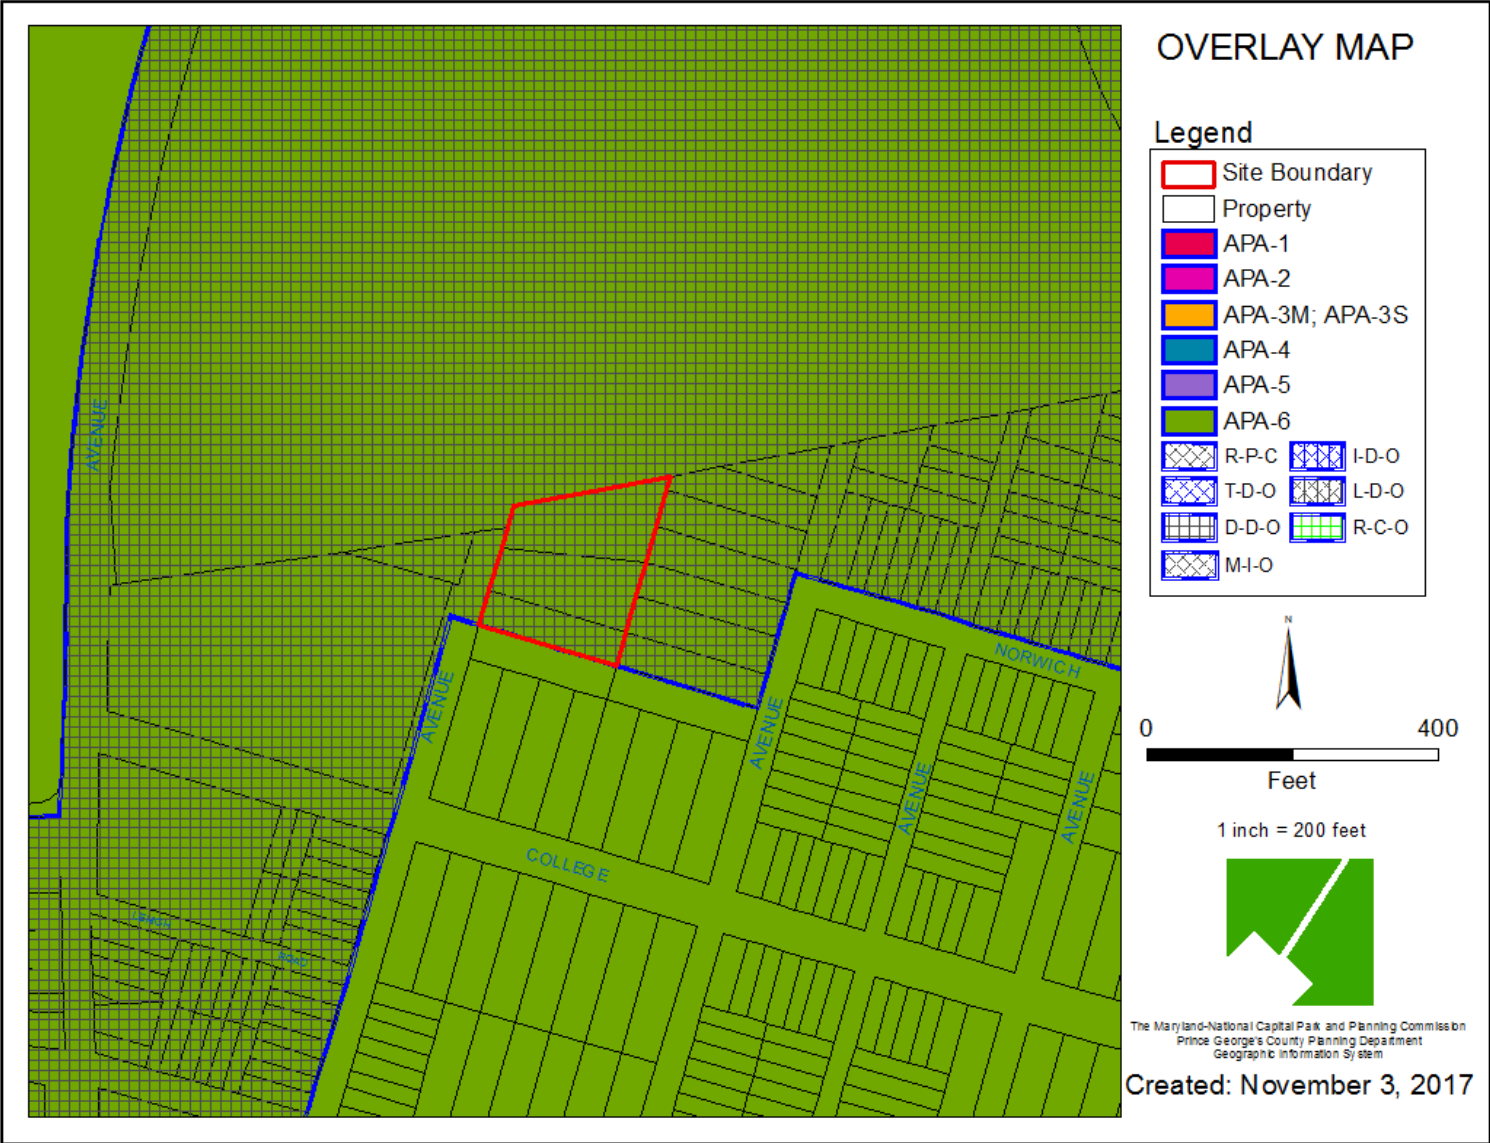 OVERLAY MAP
Legend
Site Boundary
Property
APA-1
APA-2
APA-3M; APA-3S
APA-4
APA-5
APA-6
R-P-C I-D-O
T-D-O L-D-O
D-D-O R-C-O
M-I-O
N
0 400
Feet
1 inch = 200 feet
The Maryland-National Capital Park and Planning Commission
Prince George's County Planning Department
Geographic Information System
Created: November 3, 2017
AVENUE
NORWICH
AVENUE
AVENUE
AVENUE
AVENUE
COLLEGE
LEHIGH
ROAD